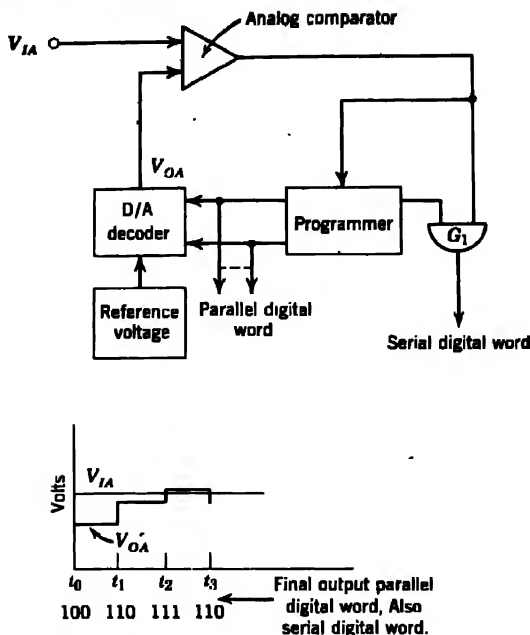 Analog comparator
V_IA
V_OA
D/A
decoder
Programmer
G_1
Reference
voltage
Parallel digital
word
Serial digital word
Volts
V_IA
V_OA
t_0 t_1 t_2 t_3
100 110 111 110
Final output parallel
digital word, Also
serial digital word.